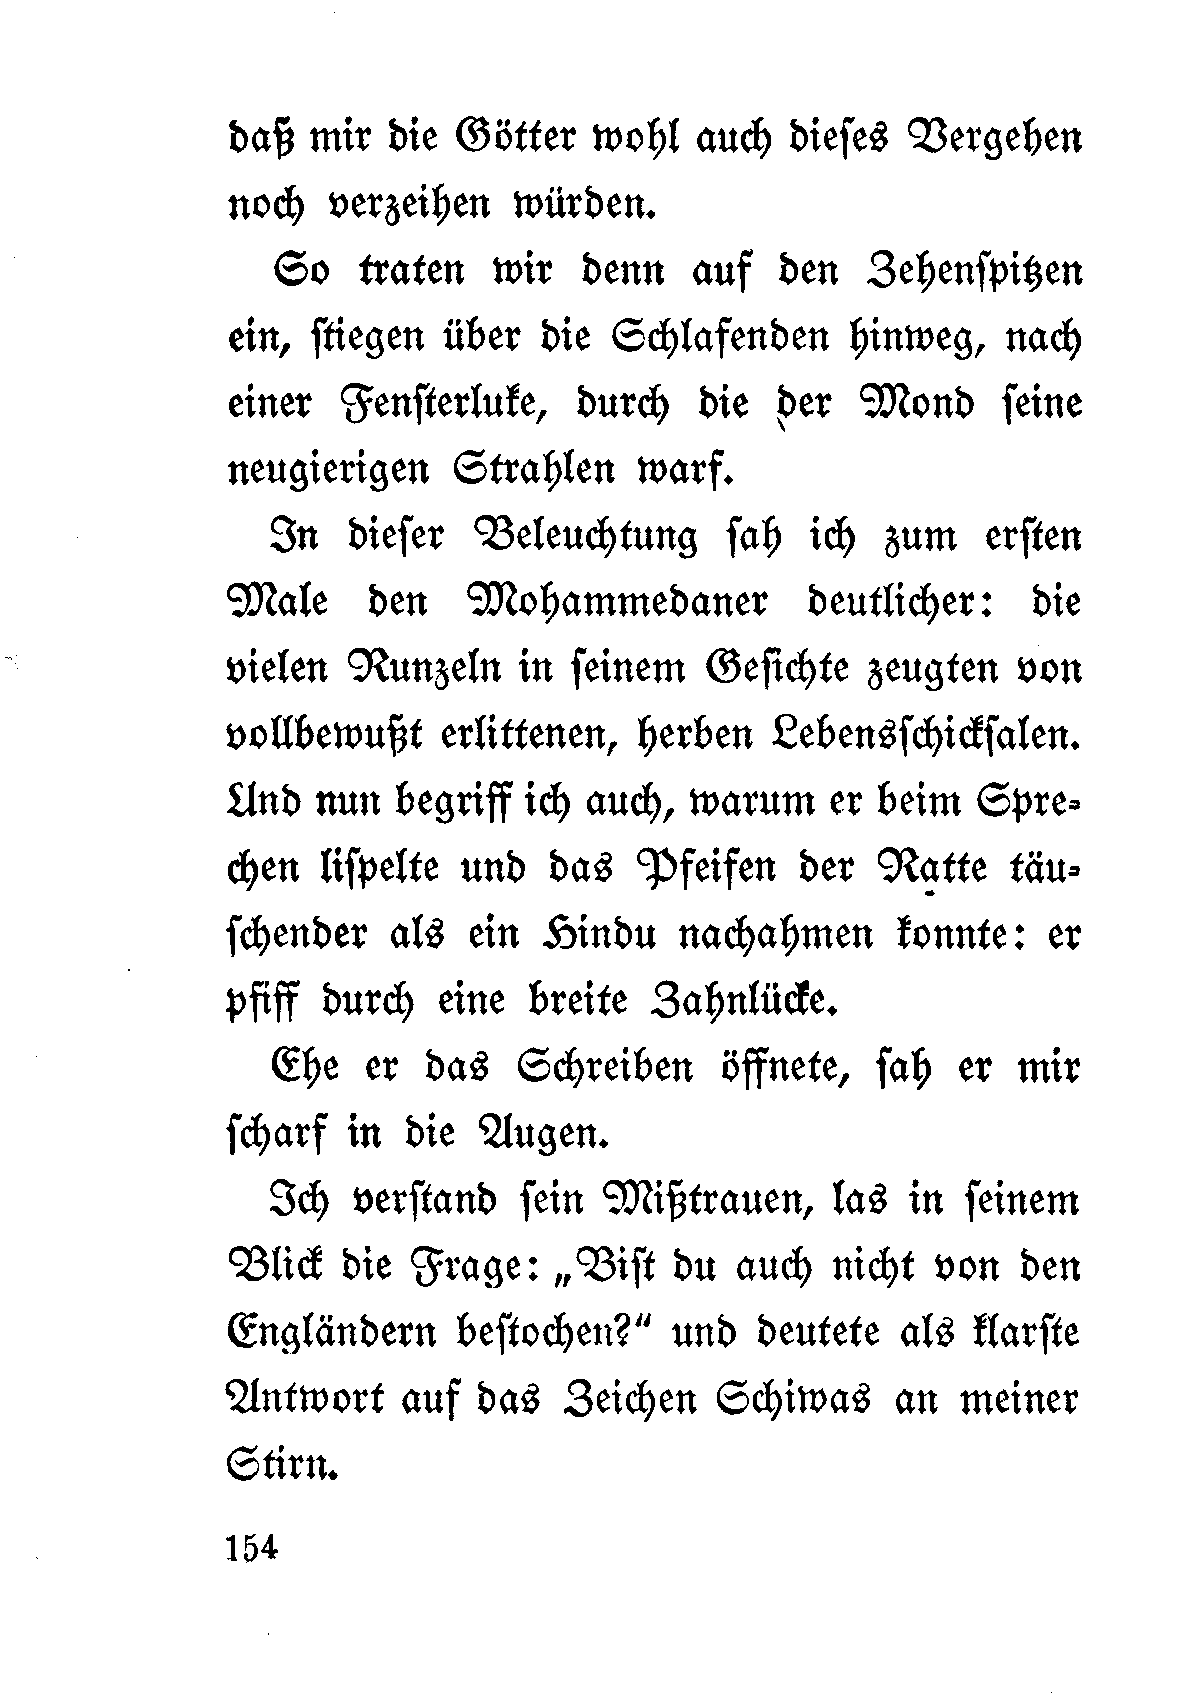 daß mir die Götter wohl auch dieſes Vergehen
noch verzeihen würden.
So traten wir denn auf den Zehenſpitzen
ein, ſtiegen über die Schlafenden hinweg, nach
einer Fenſterluke, durch die der Mond ſeine
neugierigen Strahlen warf.
In dieſer Beleuchtung ſah ich zum erſten
Male den Mohammedaner deutlicher: die
vielen Runzeln in ſeinem Geſichte zeugten von
vollbewußt erlittenen, herben Lebensſchickſalen.
Und nun begriff ich auch, warum er beim Spre-
chen liſpelte und das Pfeifen der Ratte täu-
ſchender als ein Hindu nachahmen konnte: er
pfiff durch eine breite Zahnlücke.
Ehe er das Schreiben öffnete, ſah er mir
ſcharf in die Augen.
Ich verſtand ſein Mißtrauen, las in ſeinem
Blick die Frage: „Biſt du auch nicht von den
Engländern beſtochen?“ und deutete als klarſte
Antwort auf das Zeichen Schiwas an meiner
Stirn.
154